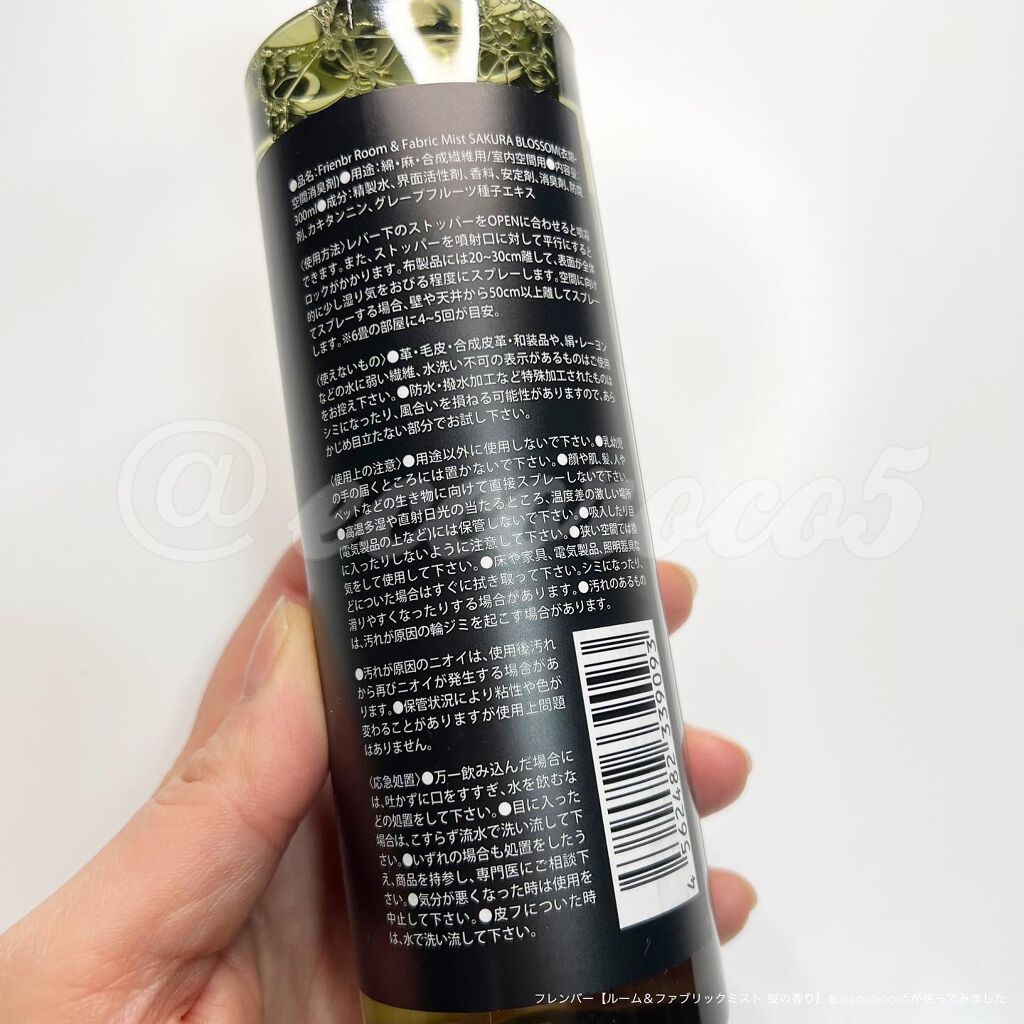 ●品名:Frienbr Room & Fabric Mist SAKURA BLOSSOM(衣類・
空間消臭剤)●用途:綿・麻・合成繊維用/室内空間用●内容量:
300ml●成分:精製水、界面活性剤、香料、安定剤、消臭剤、防腐
剤、カキタンニン、グレープフルーツ種子エキス
〈使用方法〉レバー下のストッパーをOPENに合わせると噴霧
できます。また、ストッパーを噴射口に対して平行にすると、
ロックがかかります。布製品には20~30cm離して、表面が全体
的に少し湿り気をおびる程度にスプレーします。空間に向け
てスプレーする場合、壁や天井から50cm以上離してスプレー
します。※6畳の部屋に4~5回が目安。
〈使えないもの〉●革・毛皮・合成皮革・和装品や、絹・レーヨン
などの水に弱い繊維、水洗い不可の表示があるものはご使用
をお控え下さい。●防水・撥水加工など特殊加工されたものは
シミになったり、風合いを損ねる可能性がありますので、あら
かじめ目立たない部分でお試し下さい。
〈使用上の注意〉●用途以外に使用しないで下さい。●乳幼児
の手の届くところには置かないで下さい。●顔や肌、髪、人や
ペットなどの生き物に向けて直接スプレーしないで下さい。
●高温多湿や直射日光の当たるところ、温度差の激しい場所
(電気製品の上など)には保管しないで下さい。●吸入したり目
に入ったりしないように注意して下さい。●狭い空間では換
気をして使用して下さい。●床や家具、電気製品、照明器具な
どについた場合はすぐに拭き取って下さい。シミになったり、
滑りやすくなったりする場合があります。●汚れのあるもの
は、汚れが原因の輪ジミを起こす場合があります。
●汚れが原因のニオイは、使用後汚れ
から再びニオイが発生する場合があ
ります。●保管状況により粘性や色が
変わることがありますが使用上問題
はありません。
〈応急処置〉●万一飲み込んだ場合に
は、吐かずに口をすすぎ、水を飲むな
どの処置をして下さい。●目に入った
場合は、こすらず流水で洗い流して下
さい。●いずれの場合も処置をしたう
え、商品を持参し、専門医にご相談下
さい。●気分が悪くなった時は使用を
中止して下さい。●皮フについた時
は、水で洗い流して下さい。
4 562482 339093
@eccoroco5
フレンバー【ルーム＆ファブリックミスト 桜の香り】を@eccoroco5が使ってみました